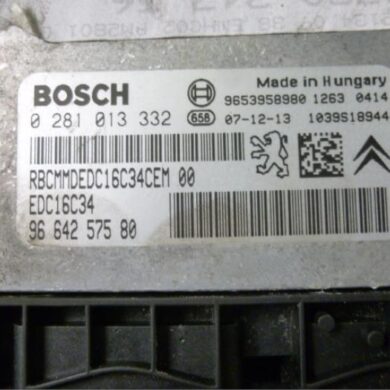 BOSCH
Made in Hungary
9653958980 1263 0414
0 281 013 332 658 07-12-13 1039S18944
RBCMMDEDC16C34CEM 00
EDC16C34
96 642 575 80